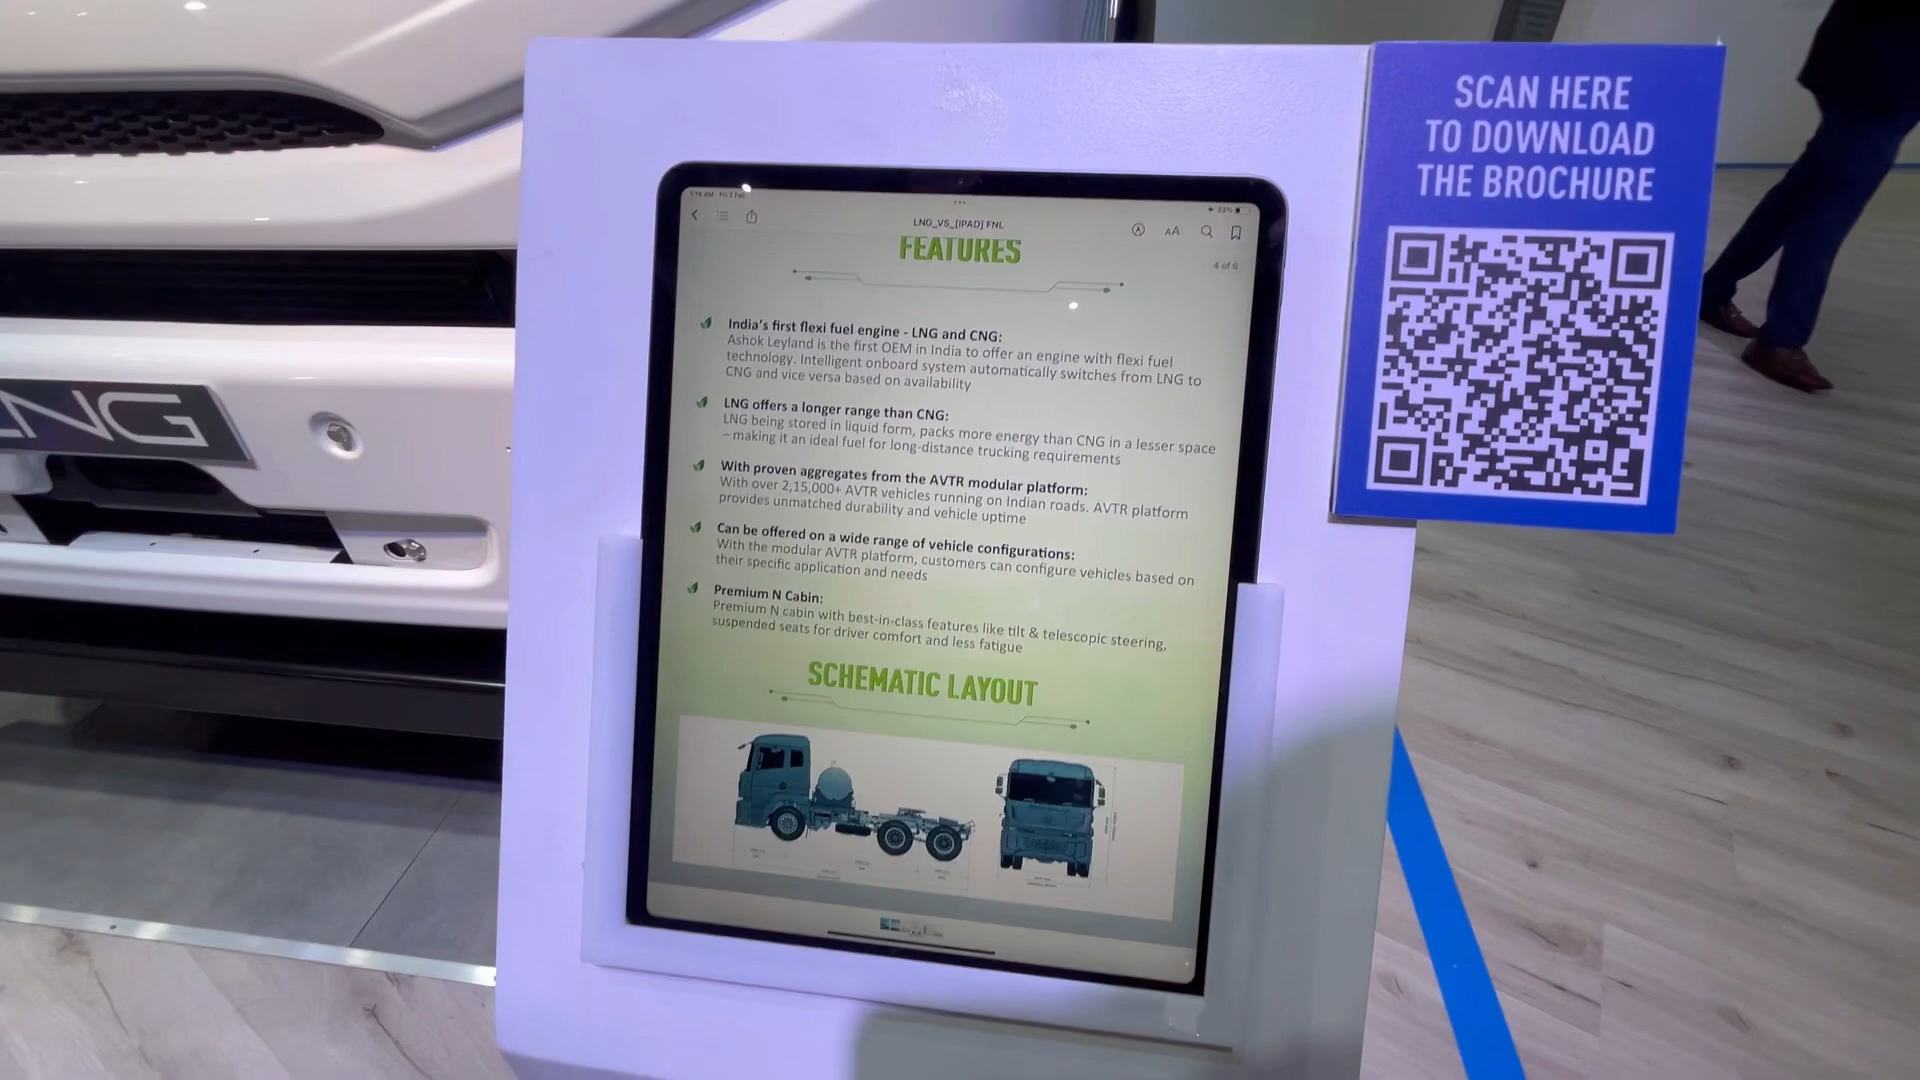 SCAN HERE
TO DOWNLOAD
THE BROCHURE
5:14 AM Fri 2 Feb
33%
LNG_V5_[IPAD] FNL
AA
FEATURES
4 of 6
India's first flexi fuel engine - LNG and CNG:
Ashok Leyland is the first OEM in India to offer an engine with flexi fuel
technology. Intelligent onboard system automatically switches from LNG to
CNG and vice versa based on availability
LNG offers a longer range than CNG:
LNG being stored in liquid form, packs more energy than CNG in a lesser space
– making it an ideal fuel for long-distance trucking requirements
With proven aggregates from the AVTR modular platform:
With over 2,15,000+ AVTR vehicles running on Indian roads. AVTR platform
provides unmatched durability and vehicle uptime
Can be offered on a wide range of vehicle configurations:
With the modular AVTR platform, customers can configure vehicles based on
their specific application and needs
Premium N Cabin:
Premium N cabin with best-in-class features like tilt & telescopic steering,
suspended seats for driver comfort and less fatigue
SCHEMATIC LAYOUT
LNG